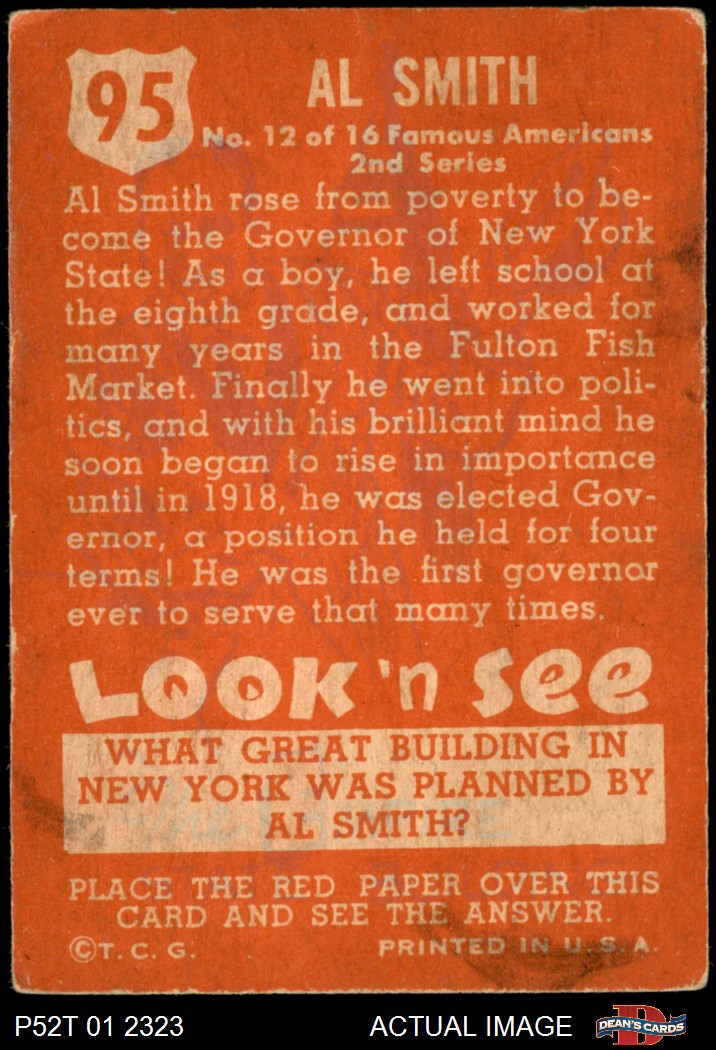 95
AL SMITH
No. 12 of 16 Famous Americans
2nd Series
Al Smith rose from poverty to be-
come the Governor of New York
State! As a boy, he left school at
the eighth grade, and worked for
many years in the Fulton Fish
Market. Finally he went into poli-
tics, and with his brilliant mind he
soon began to rise in importance
until in 1918, he was elected Gov-
ernor, a position he held for four
terms! He was the first governor
ever to serve that many times.
LOOK 'n SEE
WHAT GREAT BUILDING IN
NEW YORK WAS PLANNED BY
AL SMITH?
PLACE THE RED PAPER OVER THIS
CARD AND SEE THE ANSWER.
©T. C. G. PRINTED IN U. S. A.
P52T 01 2323 ACTUAL IMAGE D DEAN'S CARDS